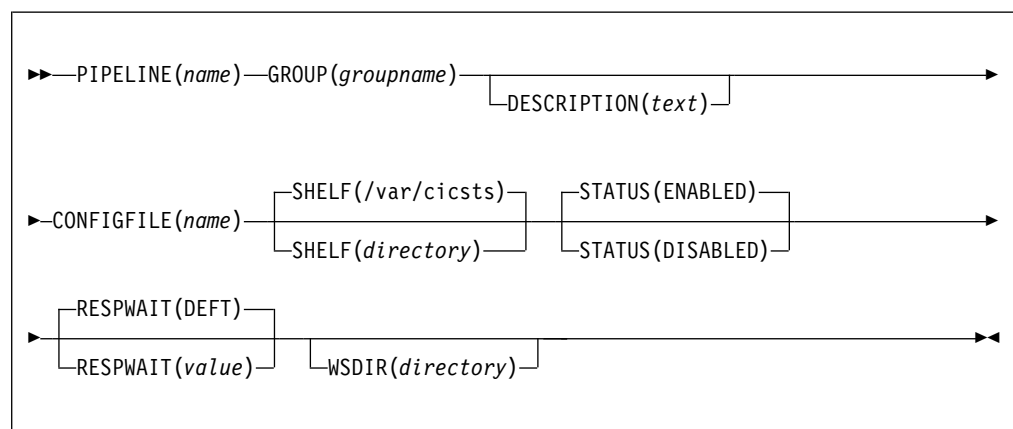 PIPELINE(name) GROUP(groupname)
DESCRIPTION(text)
SHELF(/var/cicsts) STATUS(ENABLED)
CONFIGFILE(name)
SHELF(directory) STATUS(DISABLED)
RESPWAIT(DEFT)
RESPWAIT(value) WSDIR(directory)